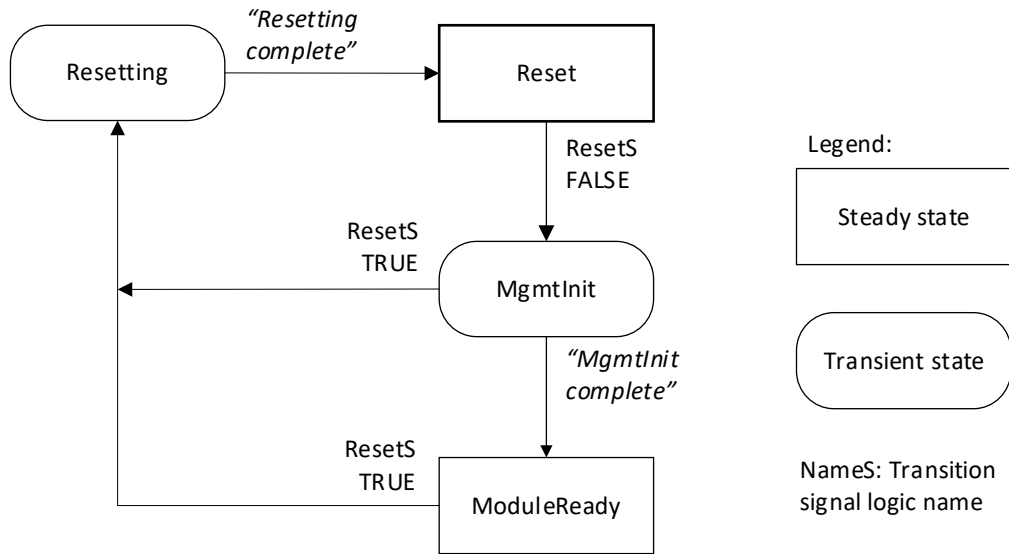 “Resetting
complete”
Resetting
Reset
ResetS
FALSE
Legend:
Steady state
ResetS
TRUE
MgmtInit
“MgmtInit
complete”
Transient state
ResetS
TRUE
ModuleReady
NameS: Transition
signal logic name